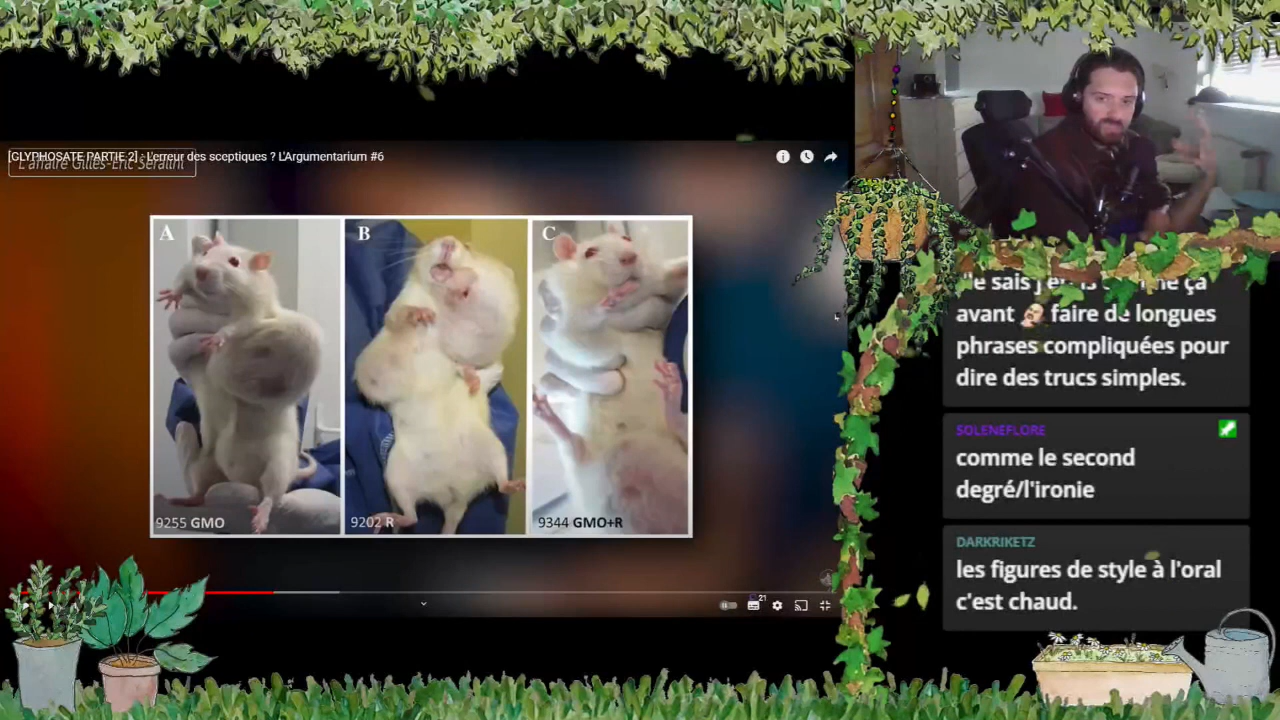 [GLYPHOSATE PARTIE 2] : L'erreur des sceptiques ? L'Argumentarium #6
L'affaire Gilles-Eric Séralini
A
B
C
9255 GMO
9202 R
9344 GMO+R
21
avant faire de longues
phrases compliquées pour
dire des trucs simples.
SOLENEFLORE
comme le second
degré/l'ironie
DARKRIKETZ
les figures de style à l'oral
c'est chaud.